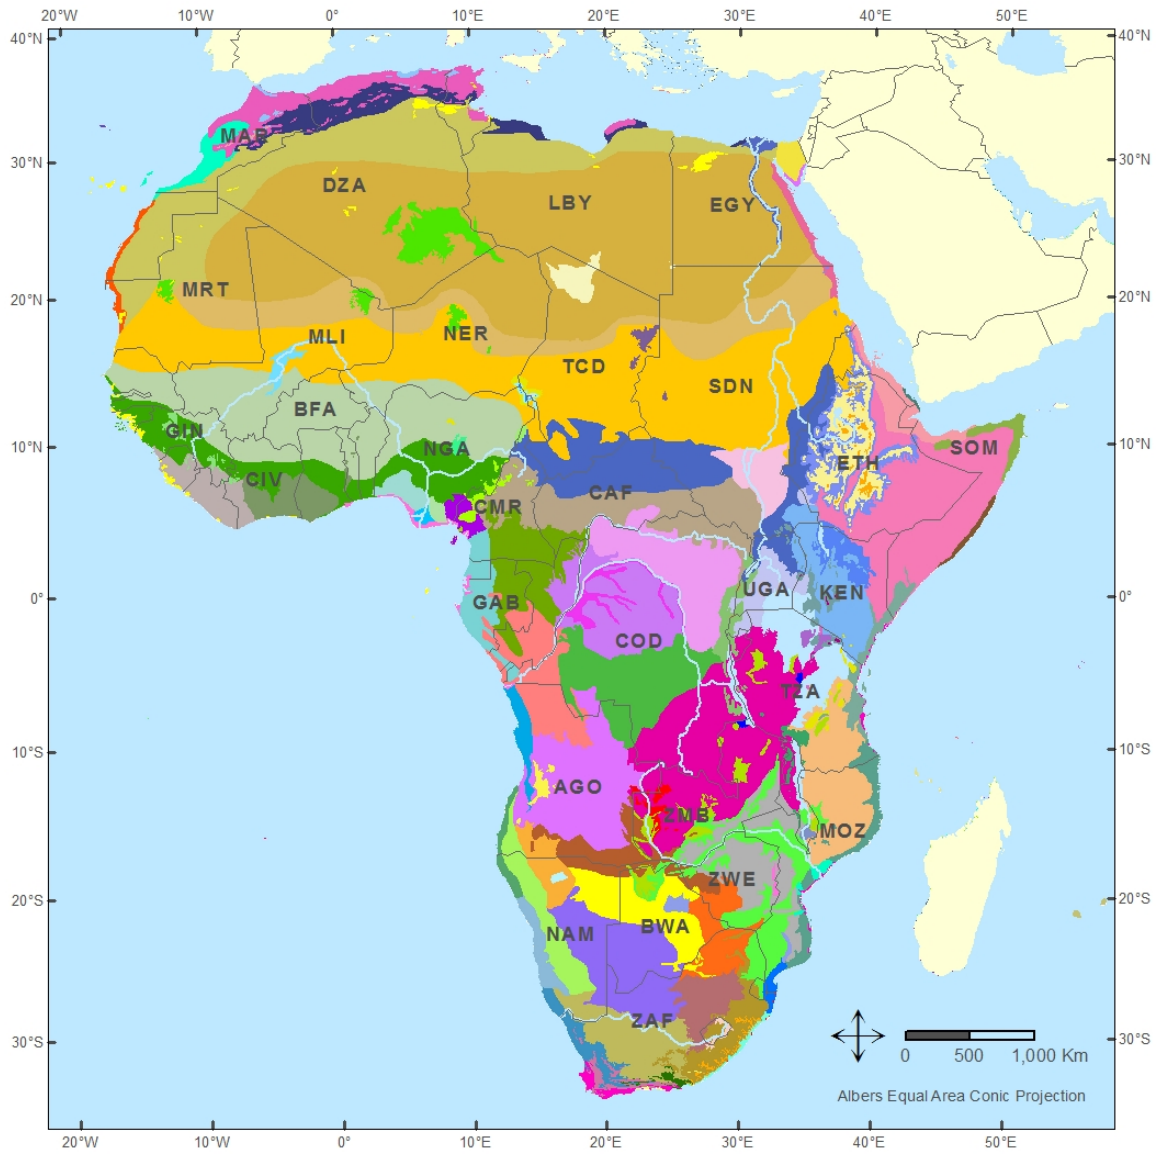 20°W 10°W 0° 10°E 20°E 30°E 40°E 50°E
40°N 40°N
MAR
30°N 30°N
DZA
LBY EGY
MRT
20°N 20°N
MLI NER
TCD
SDN
BFA
GIN
10°N NGA SOM 10°N
ETH
CIV
CAF
CMR
UGA KEN
0° GAB 0°
COD
TZA
10°S 10°S
AGO
ZMB
MOZ
ZWE
20°S 20°S
BWA
NAM
ZAF
30°S 30°S
0 500 1,000 Km
Albers Equal Area Conic Projection
20°W 10°W 0° 10°E 20°E 30°E 40°E 50°E